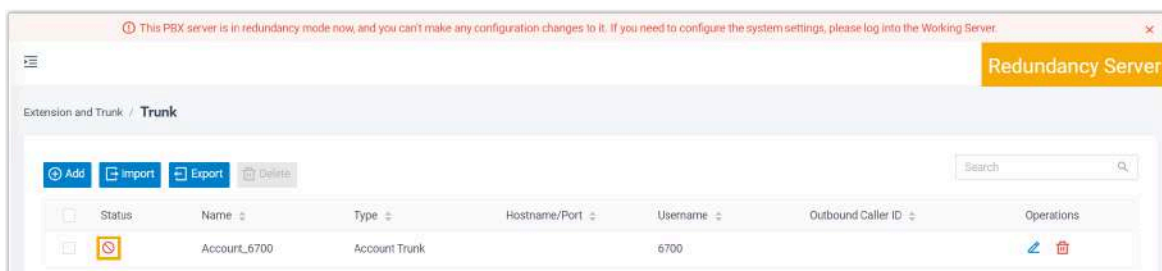 This PBX server is in redundancy mode now, and you can't make any configuration changes to it. If you need to configure the system settings, please log into the Working Server.
Redundancy Server
Extension and Trunk / Trunk
Add Import Export Delete Search
Status Name Type Hostname/Port Username Outbound Caller ID Operations
Account_6700 Account Trunk 6700